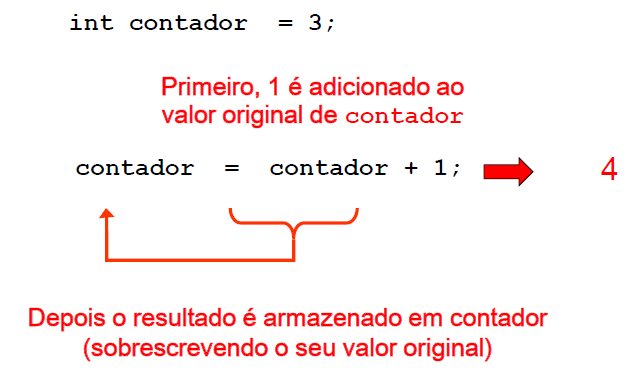 int contador = 3;
Primeiro, 1 é adicionado ao
valor original de contador
contador = contador + 1; 4
Depois o resultado é armazenado em contador
(sobrescrevendo o seu valor original)